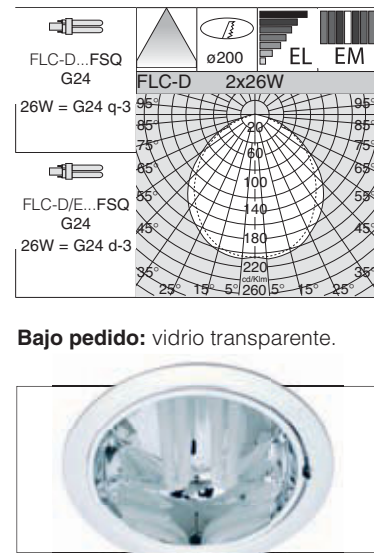 FLC-D...FSQ
G24
26W = G24 q-3
FLC-D/E...FSQ
G24
26W = G24 d-3
ø200
EL
EM
FLC-D 2x26W
95° 95°
85° 85°
75° 75°
65° 65°
55° 55°
45° 45°
35° 35°
20
60
100
140
180
220
cd/Klm
25° 15° 5° 260 5° 15° 25°
Bajo pedido: vidrio transparente.